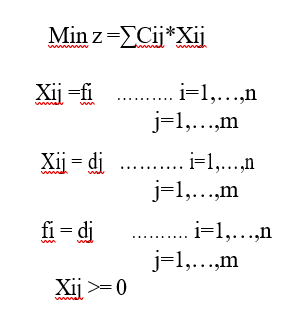 Min z =∑Cij*Xij
Xij =fi ………. i=1,…,n
j=1,…,m
Xij = dj ………. i=1,…,n
j=1,…,m
fi = dj ………. i=1,…,n
j=1,…,m
Xij >= 0